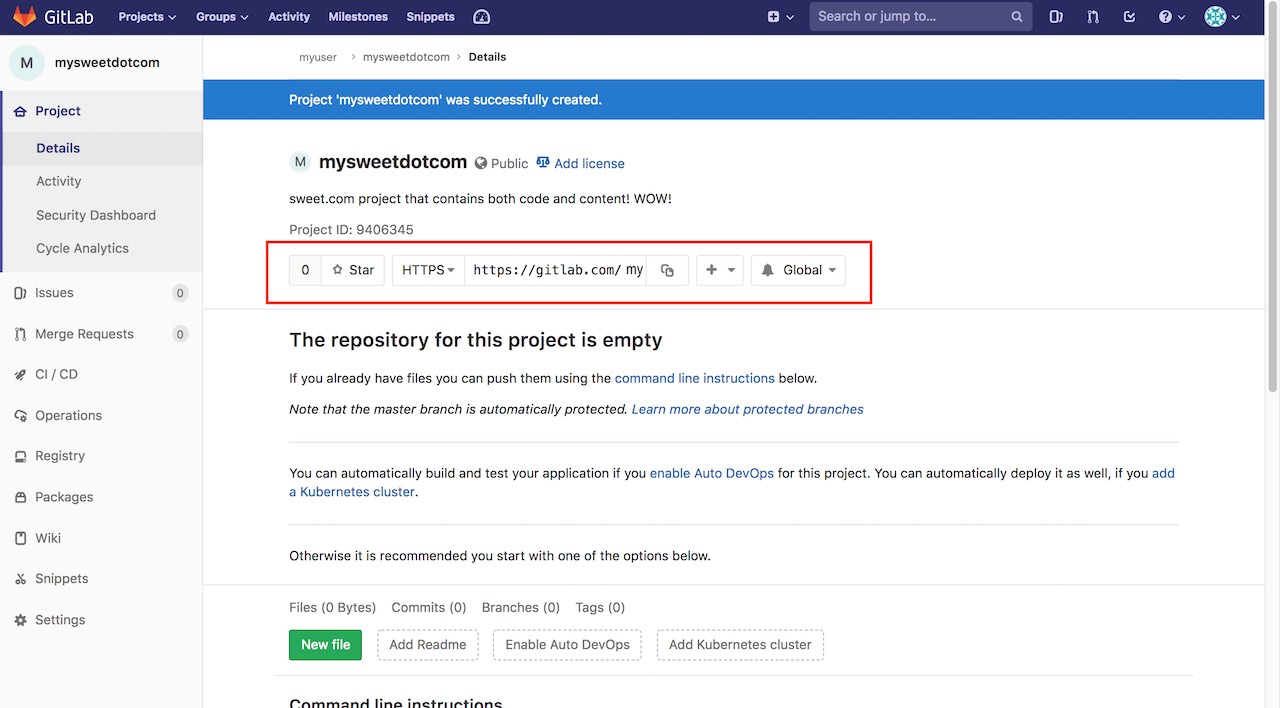 GitLab Projects Groups Activity Milestones Snippets Search or jump to...
M mysweetdotcom
myuser › mysweetdotcom › Details
Project 'mysweetdotcom' was successfully created.
Project
Details
Activity
Security Dashboard
Cycle Analytics
Issues 0
Merge Requests 0
CI / CD
Operations
Registry
Packages
Wiki
Snippets
Settings
M mysweetdotcom Public Add license
sweet.com project that contains both code and content! WOW!
Project ID: 9406345
0 Star HTTPS https://gitlab.com/ my Global
The repository for this project is empty
If you already have files you can push them using the command line instructions below.
Note that the master branch is automatically protected. Learn more about protected branches
You can automatically build and test your application if you enable Auto DevOps for this project. You can automatically deploy it as well, if you add
a Kubernetes cluster.
Otherwise it is recommended you start with one of the options below.
Files (0 Bytes) Commits (0) Branches (0) Tags (0)
New file Add Readme Enable Auto DevOps Add Kubernetes cluster
Command line instructions